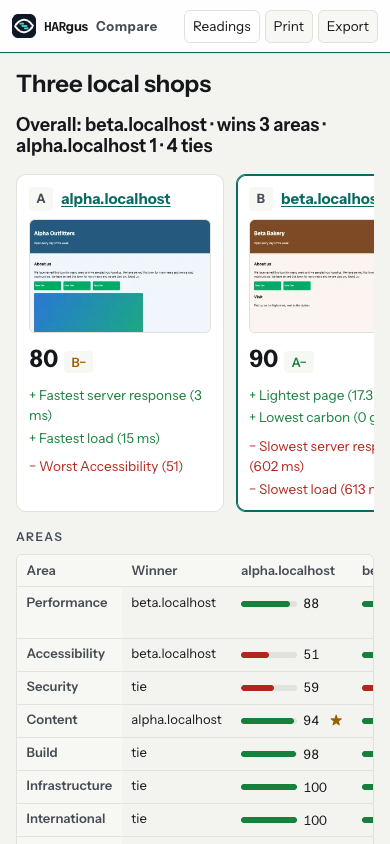 HARgus Compare Readings Print Export
Three local shops
Overall: beta.localhost · wins 3 areas ·
alpha.localhost 1 · 4 ties
A alpha.localhost
Alpha Outfitters
About us
80 B−
+ Fastest server response (3
ms)
+ Fastest load (15 ms)
− Worst Accessibility (51)
B beta.localhos
Beta Bakery
About us
Visit
90 A−
+ Lightest page (17.3
+ Lowest carbon (0 g
− Slowest server resp
(602 ms)
− Slowest load (613 m
AREAS
Area Winner alpha.localhost be
Performance beta.localhost 88
Accessibility beta.localhost 51
Security tie 59
Content alpha.localhost 94 ★
Build tie 98
Infrastructure tie 100
International tie 100